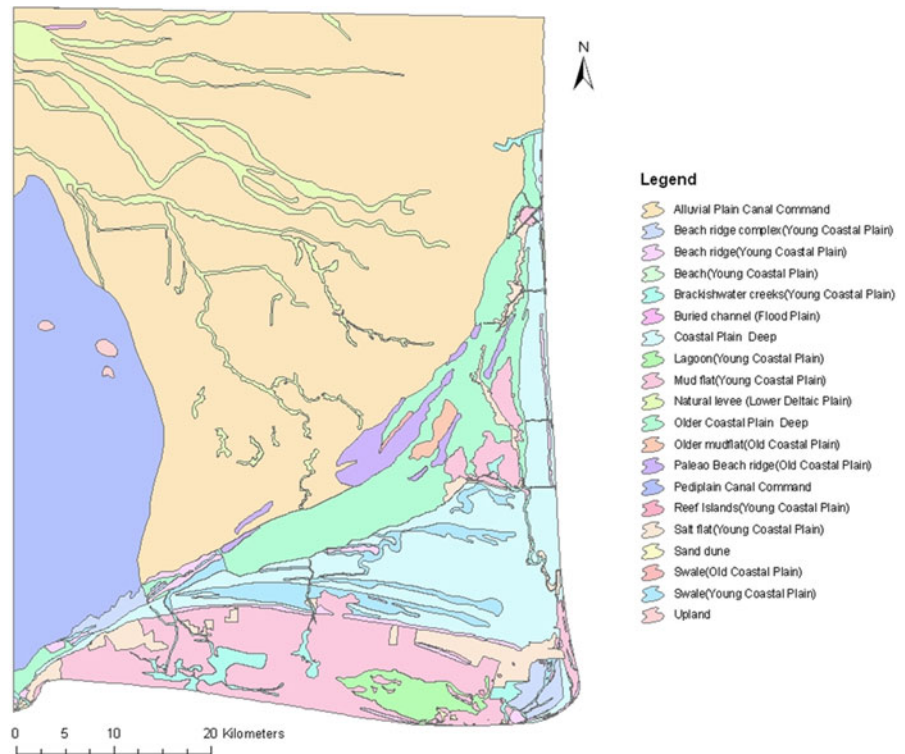 N
Legend
Alluvial Plain Canal Command
Beach ridge complex(Young Coastal Plain)
Beach ridge(Young Coastal Plain)
Beach(Young Coastal Plain)
Brackishwater creeks(Young Coastal Plain)
Buried channel (Flood Plain)
Coastal Plain Deep
Lagoon(Young Coastal Plain)
Mud flat(Young Coastal Plain)
Natural levee (Lower Deltaic Plain)
Older Coastal Plain Deep
Older mudflat(Old Coastal Plain)
Paleao Beach ridge(Old Coastal Plain)
Pediplain Canal Command
Reef Islands(Young Coastal Plain)
Salt flat(Young Coastal Plain)
Sand dune
Swale(Old Coastal Plain)
Swale(Young Coastal Plain)
Upland
0 5 10 20 Kilometers